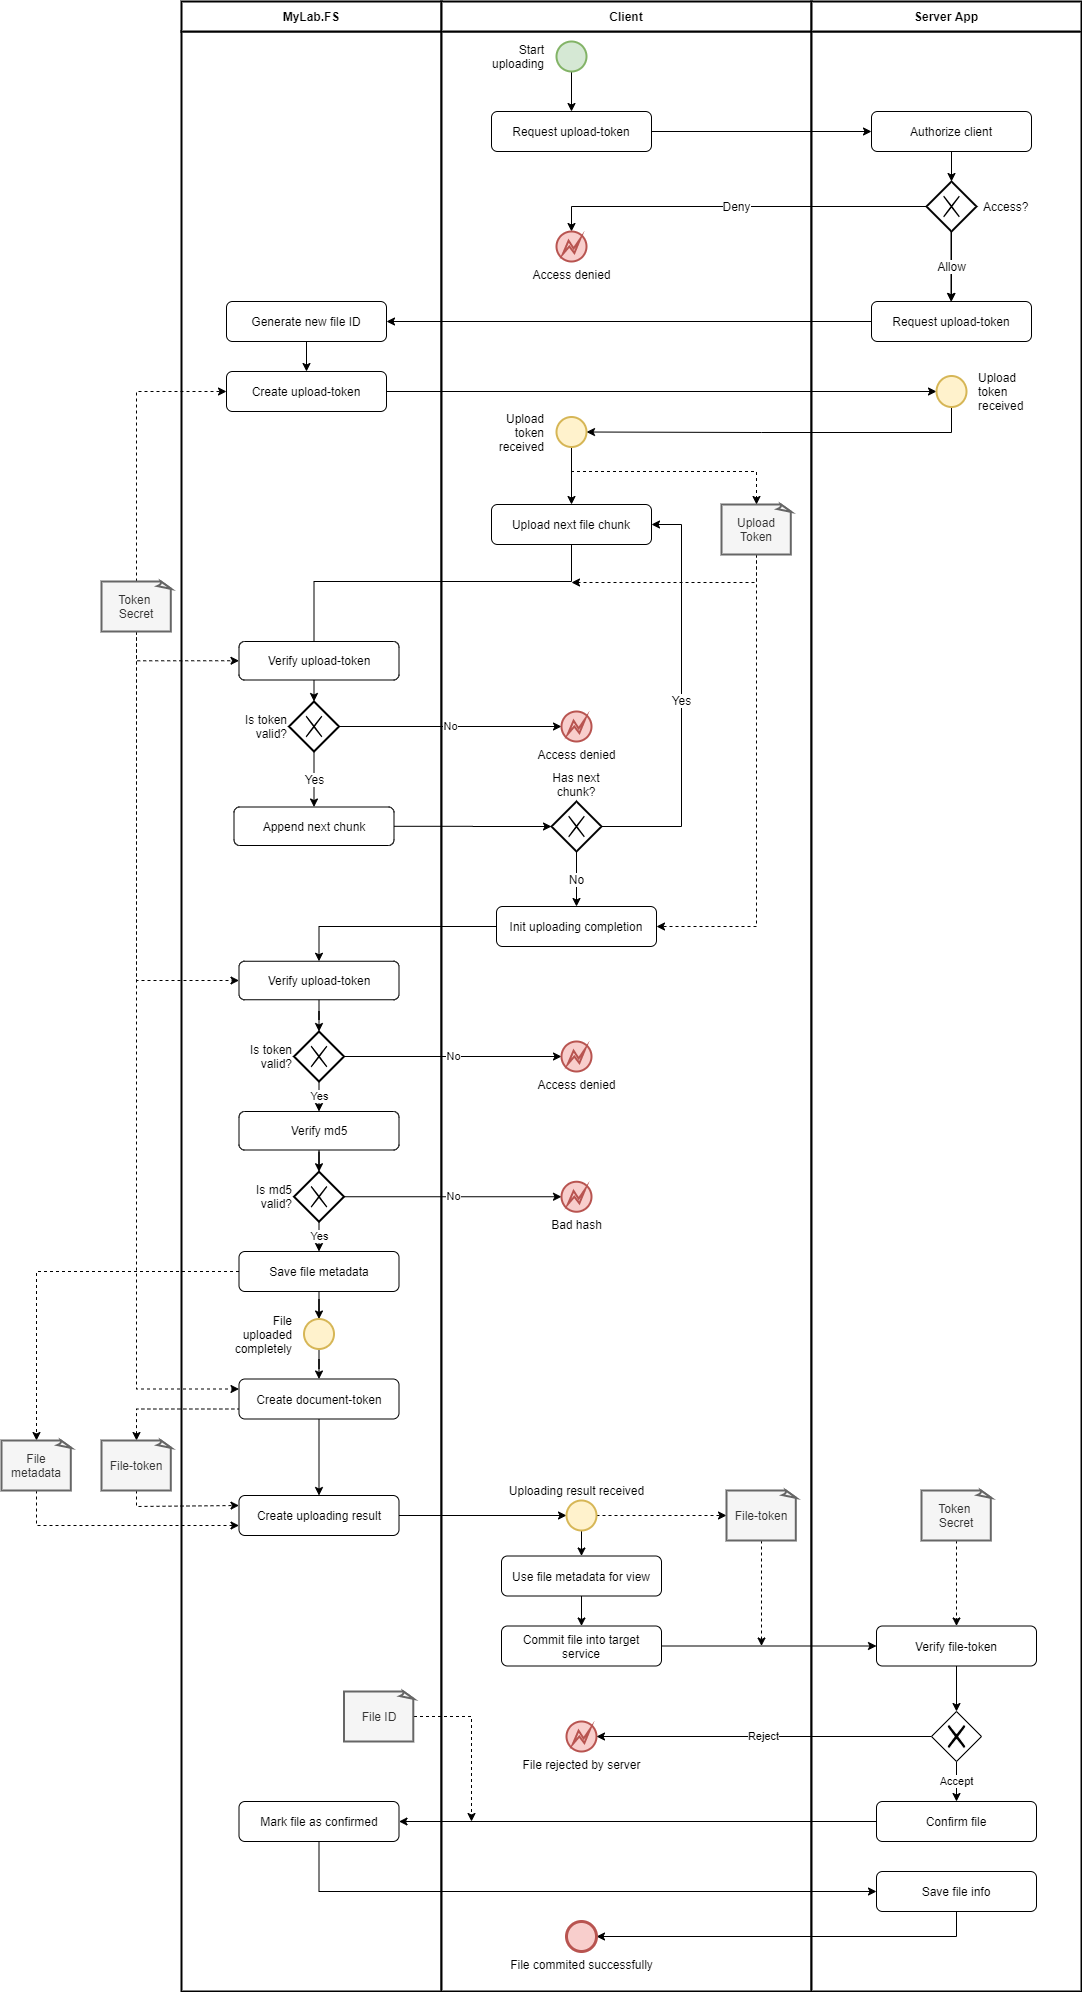 MyLab.FS
Client
Server App
Start
uploading
Request upload-token
Authorize client
Deny
Access?
Access denied
Allow
Generate new file ID
Request upload-token
Create upload-token
Upload
token
received
Upload
token
received
Upload next file chunk
Upload
Token
Token
Secret
Verify upload-token
Yes
Is token
valid?
No
Access denied
Yes
Has next
chunk?
Append next chunk
No
Init uploading completion
Verify upload-token
Is token
valid?
No
Access denied
Yes
Verify md5
Is md5
valid?
No
Bad hash
Yes
Save file metadata
File
uploaded
completely
Create document-token
File
metadata
File-token
Uploading result received
Create uploading result
File-token
Token
Secret
Use file metadata for view
Commit file into target
service
Verify file-token
File ID
Reject
File rejected by server
Accept
Mark file as confirmed
Confirm file
Save file info
File commited successfully